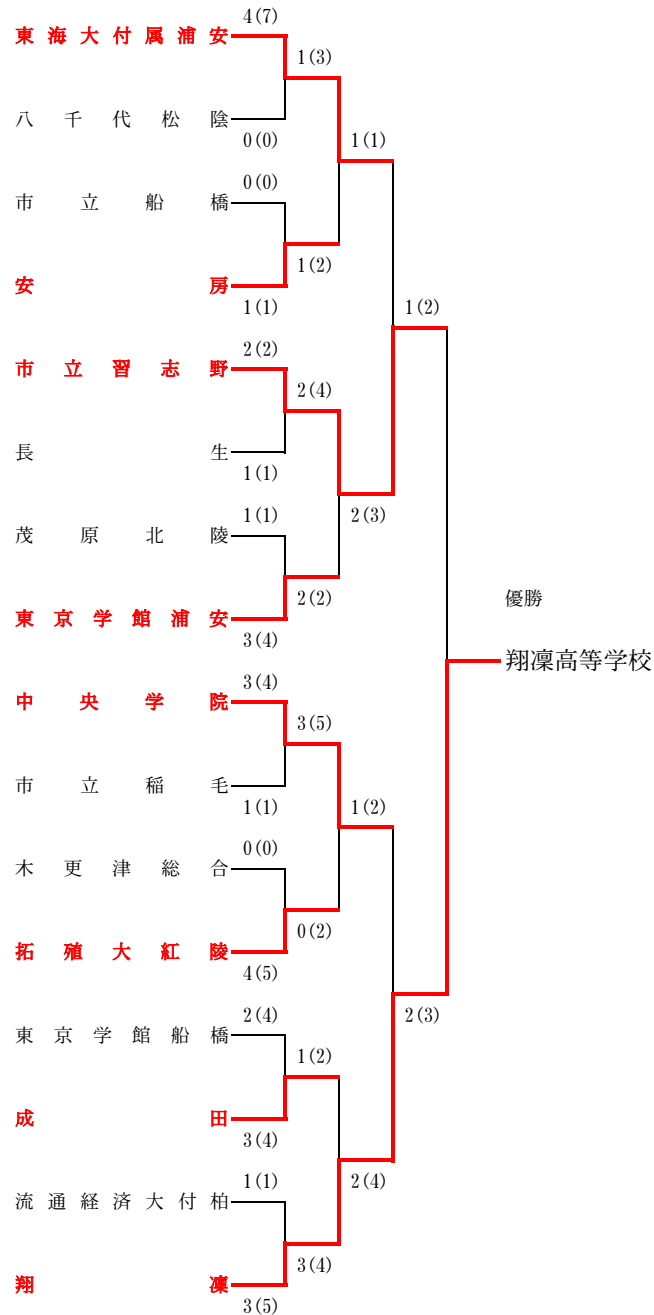 4(7)
東海大付属浦安
1(3)
八千代松陰
0(0)
1(1)
0(0)
市立船橋
1(2)
安房
1(1)
1(2)
2(2)
市立習志野
2(4)
長生
1(1)
2(3)
1(1)
茂原北陵
2(2)
優勝
東京学館浦安
3(4)
翔凜高等学校
3(4)
中央学院
3(5)
市立稲毛
1(1)
1(2)
0(0)
木更津総合
0(2)
拓殖大紅陵
4(5)
2(3)
2(4)
東京学館船橋
1(2)
成田
3(4)
2(4)
1(1)
流通経済大付柏
3(4)
翔凜
3(5)